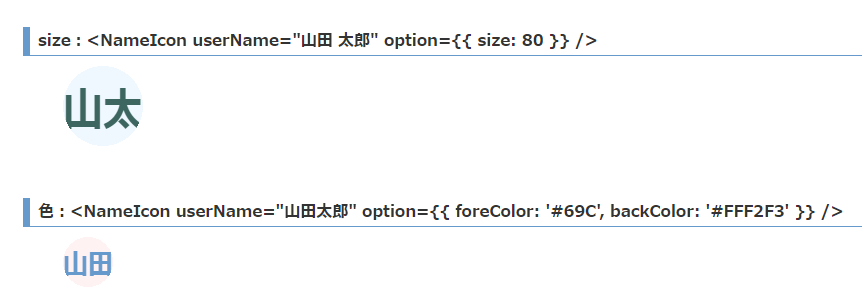 size : <NameIcon userName="山田 太郎" option={{ size: 80 }} />
山太
色 : <NameIcon userName="山田太郎" option={{ foreColor: '#69C', backColor: '#FFF2F3' }} />
山田